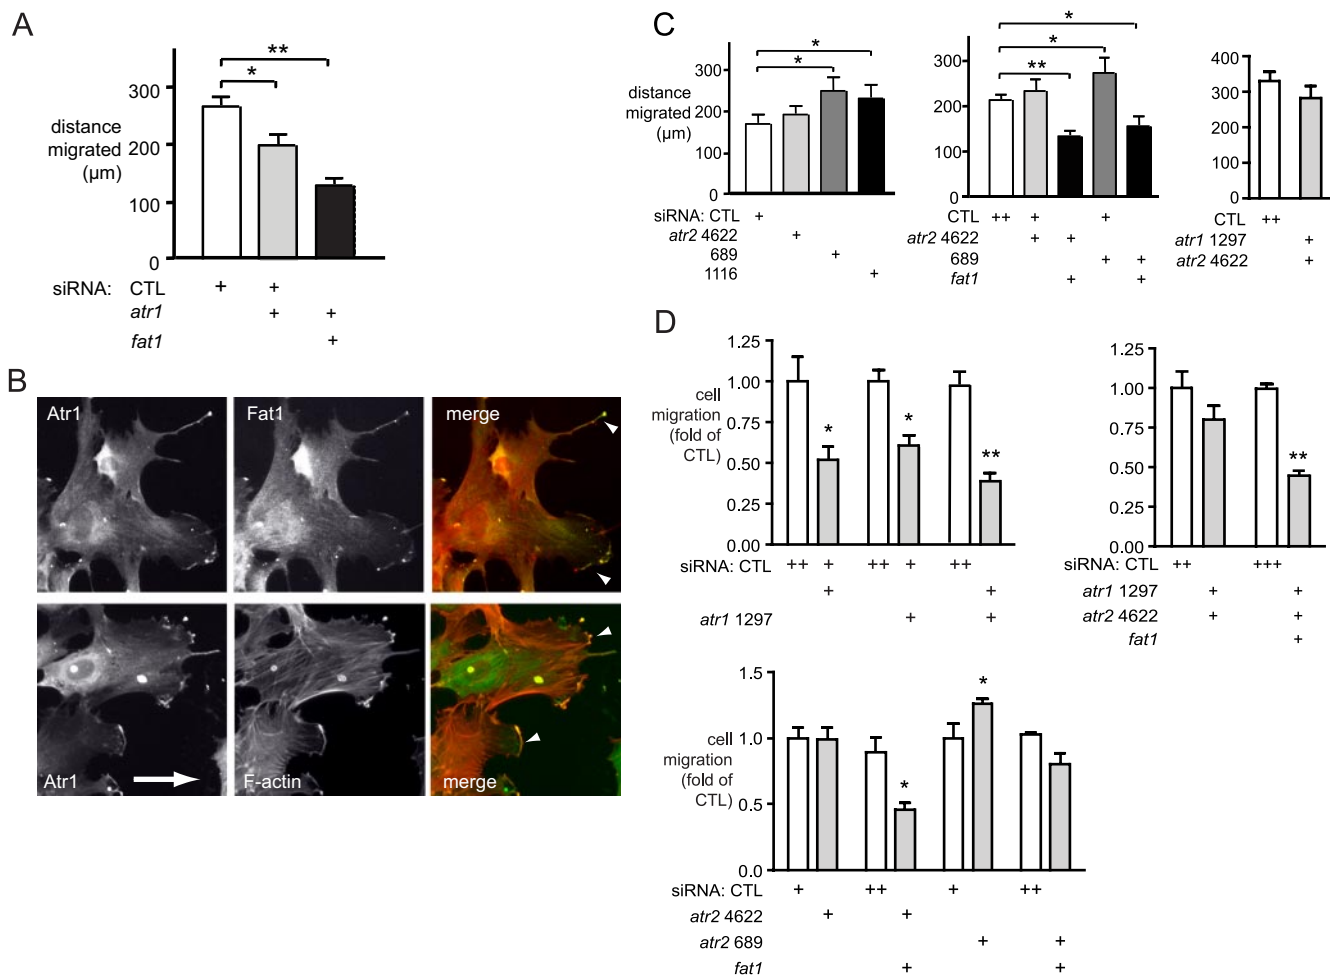 A
**
*
300
200
100
0
distance
migrated
(µm)
siRNA: CTL + +
atr1 + +
fat1 +
B
Atr1 Fat1 merge
Atr1 F-actin merge
C
*
*
300
200
100
0
distance
migrated
(µm)
siRNA: CTL +
atr2 4622 +
689 +
1116 +
*
*
**
300
200
100
0
CTL ++ + +
atr2 4622 + +
689 + +
fat1 + +
400
300
200
100
0
CTL ++
atr1 1297 +
atr2 4622 +
D
1.25
1.00
0.75
0.50
0.25
0.00
cell
migration
(fold of
CTL)
* * **
siRNA: CTL ++ + ++ + ++
+ +
atr1 1297 + +
1.25
1.00
0.75
0.50
0.25
0.00
**
siRNA: CTL ++ +++
atr1 1297 + +
atr2 4622 + +
fat1 +
1.5
1.0
0.5
0.0
cell
migration
(fold of
CTL)
* *
siRNA: CTL + ++ + ++
atr2 4622 + +
atr2 689 + +
fat1 + +